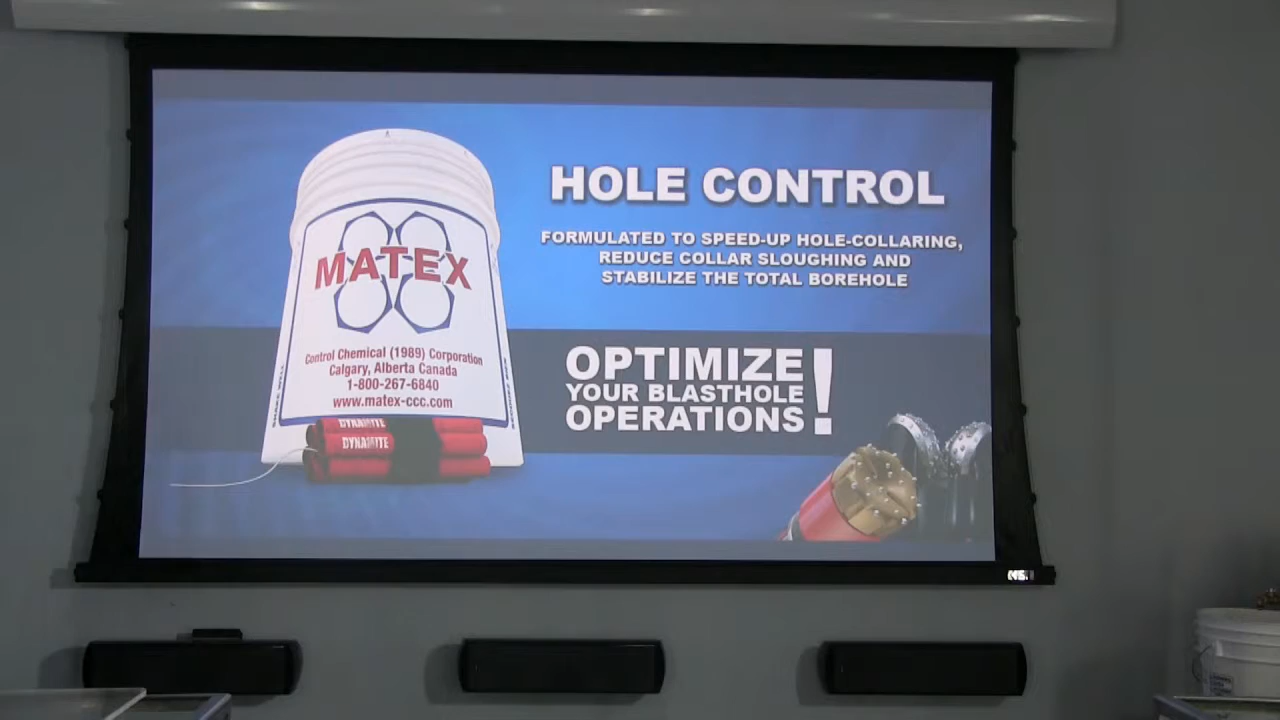 HOLE CONTROL
FORMULATED TO SPEED-UP HOLE-COLLARING,
REDUCE COLLAR SLOUGHING AND
STABILIZE THE TOTAL BOREHOLE
MATEX
Control Chemical (1989) Corporation
Calgary, Alberta Canada
1-800-267-6840
www.matex-ccc.com
DYNAMITE
DYNAMITE
OPTIMIZE
YOUR BLASTHOLE
OPERATIONS!